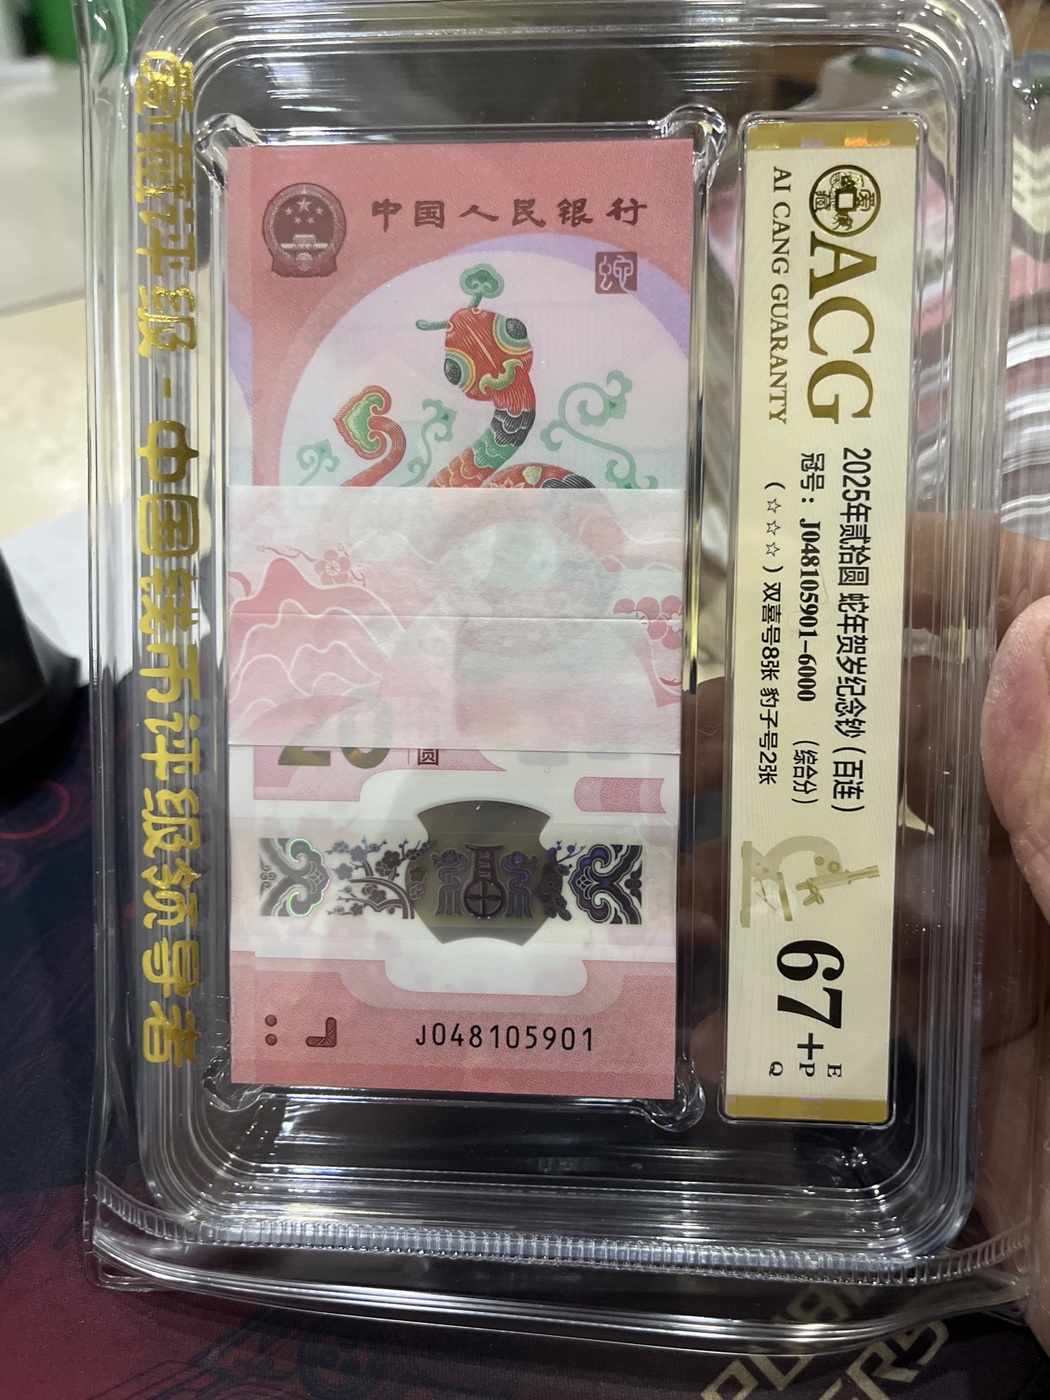 爱藏评级-中国钱币评级领导者
中国人民银行
蛇
20
圆
J048105901
ACG
AI CANG GUARANTY
2025年贰拾圆 蛇年贺岁纪念钞（百连）
冠号：J048105901-6000 （综合分）
（☆☆☆）双喜号8张 豹子号2张
67+
E
P
Q